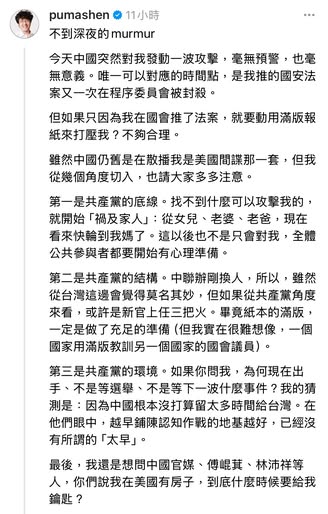 pumashen 11小時
不到深夜的murmur
今天中國突然對我發動一波攻擊，毫無預警，也毫
無意義。唯一可以對應的時間點，是我推的國安法
案又一次在程序委員會被封殺。
但如果只因為我在國會推了法案，就要動用滿版報
紙來打壓我？不夠合理。
雖然中國仍舊是在散播我是美國間諜那一套，但我
從幾個角度切入，也請大家多多注意。
第一是共產黨的底線。找不到什麼可以攻擊我的，
就開始「禍及家人」：從女兒、老婆、老爸，現在
看來快輪到我媽了。這以後也不是只會對我，全體
公共參與者都要開始有心理準備。
第二是共產黨的結構。中聯辦剛換人，所以，雖然
從台灣這邊會覺得莫名其妙，但如果從共產黨角度
來看，或許是新官上任三把火。畢竟紙本的滿版，
一定是做了充足的準備（但我實在很難想像，一個
國家用滿版教訓另一個國家的國會議員）。
第三是共產黨的環境。如果你問我，為何現在出
手、不是等選舉、不是等下一波什麼事件？我的猜
測是：因為中國根本沒打算留太多時間給台灣。在
他們眼中，越早鋪陳認知作戰的地基越好，已經沒
有所謂的「太早」。
最後，我還是想問中國官媒、傅崐萁、林沛祥等
人，你們說我在美國有房子，到底什麼時候要給我
鑰匙？